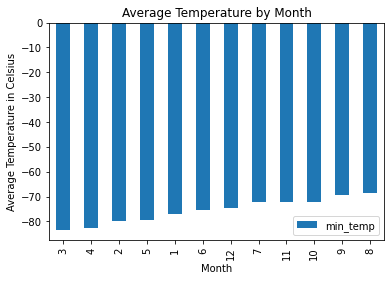 Average Temperature by Month
Average Temperature in Celsius
0
−10
−20
−30
−40
−50
−60
−70
−80
3 4 2 5 1 6 12 7 11 10 9 8
Month
min_temp